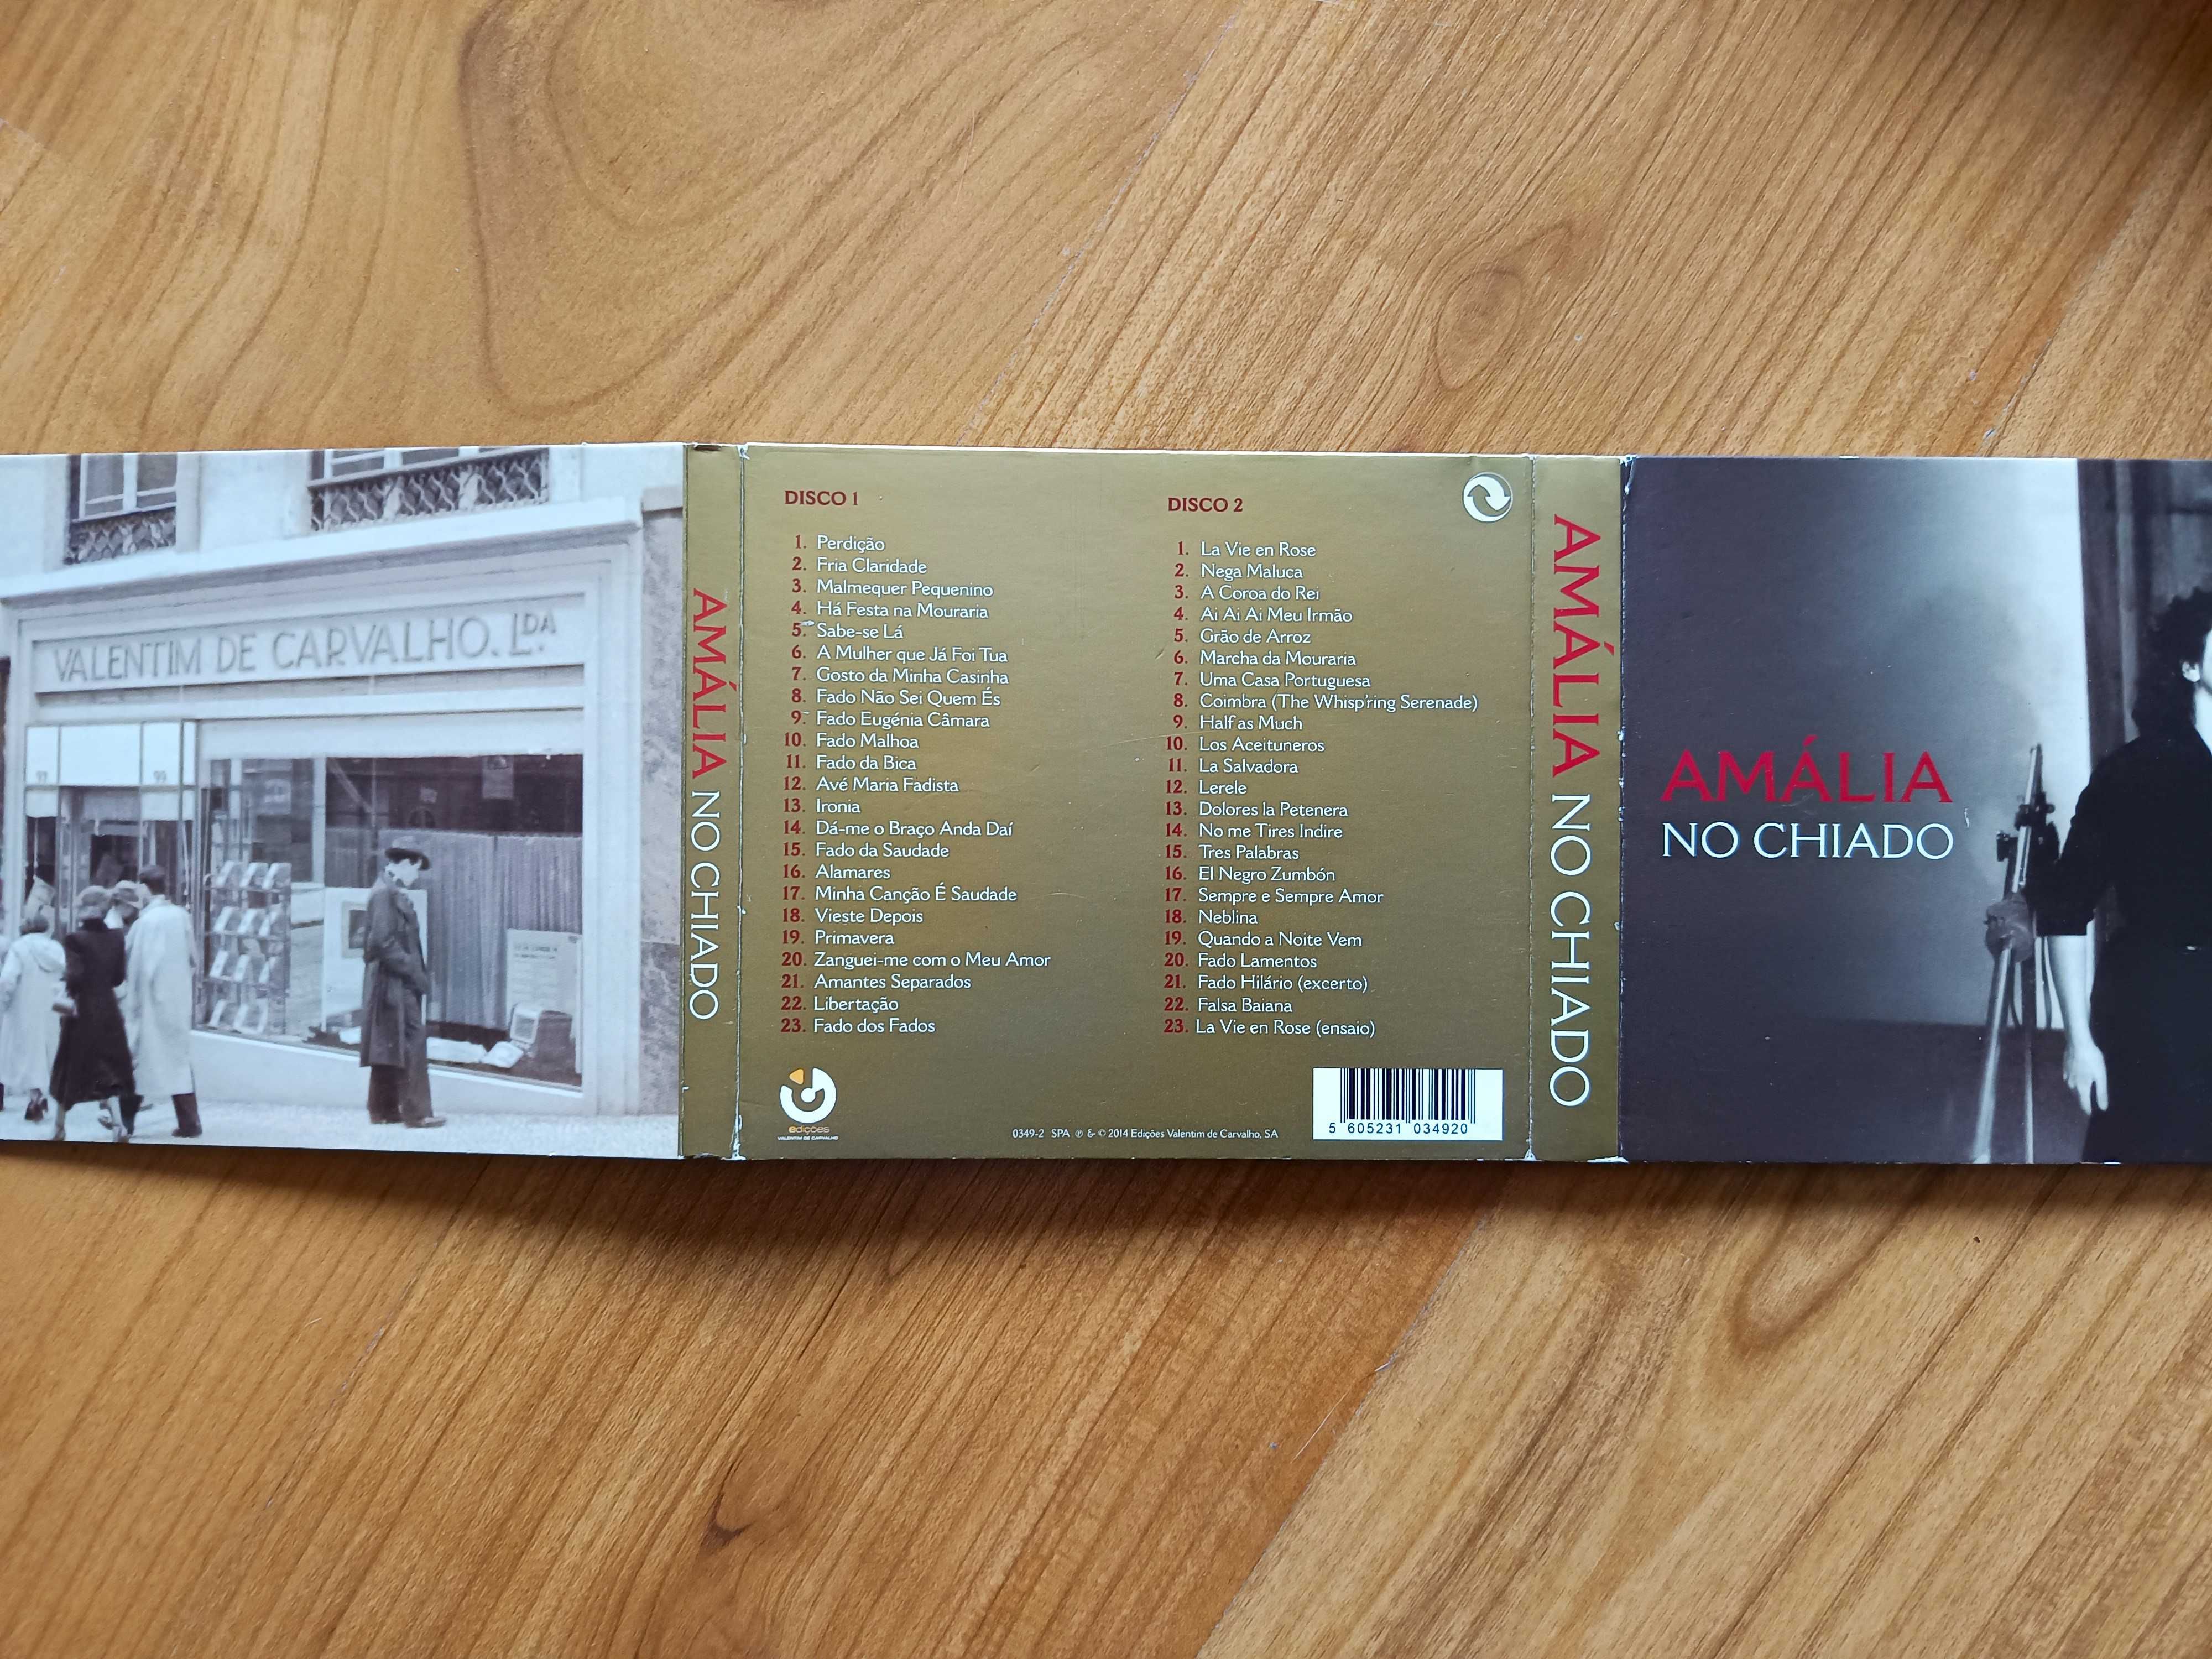 VALENTIM DE CARVALHO. LDA
97
99
AMÁLIA NO CHIADO
DISCO 1
1. Perdição
2. Fria Claridade
3. Malmequer Pequenino
4. Há Festa na Mouraria
5. Sabe-se Lá
6. A Mulher que Já Foi Tua
7. Gosto da Minha Casinha
8. Fado Não Sei Quem És
9. Fado Eugénia Câmara
10. Fado Malhoa
11. Fado da Bica
12. Avé Maria Fadista
13. Ironia
14. Dá-me o Braço Anda Daí
15. Fado da Saudade
16. Alamares
17. Minha Canção É Saudade
18. Vieste Depois
19. Primavera
20. Zanguei-me com o Meu Amor
21. Amantes Separados
22. Libertação
23. Fado dos Fados
edições
VALENTIM DE CARVALHO
DISCO 2
1. La Vie en Rose
2. Nega Maluca
3. A Coroa do Rei
4. Ai Ai Ai Meu Irmão
5. Grão de Arroz
6. Marcha da Mouraria
7. Uma Casa Portuguesa
8. Coimbra (The Whisp'ring Serenade)
9. Half as Much
10. Los Aceituneros
11. La Salvadora
12. Lerele
13. Dolores la Petenera
14. No me Tires Indire
15. Tres Palabras
16. El Negro Zumbón
17. Sempre e Sempre Amor
18. Neblina
19. Quando a Noite Vem
20. Fado Lamentos
21. Fado Hilário (excerto)
22. Falsa Baiana
23. La Vie en Rose (ensaio)
0349-2 SPA ℗ & © 2014 Edições Valentim de Carvalho, SA
5 605231 034920
AMÁLIA NO CHIADO
AMÁLIA
NO CHIADO